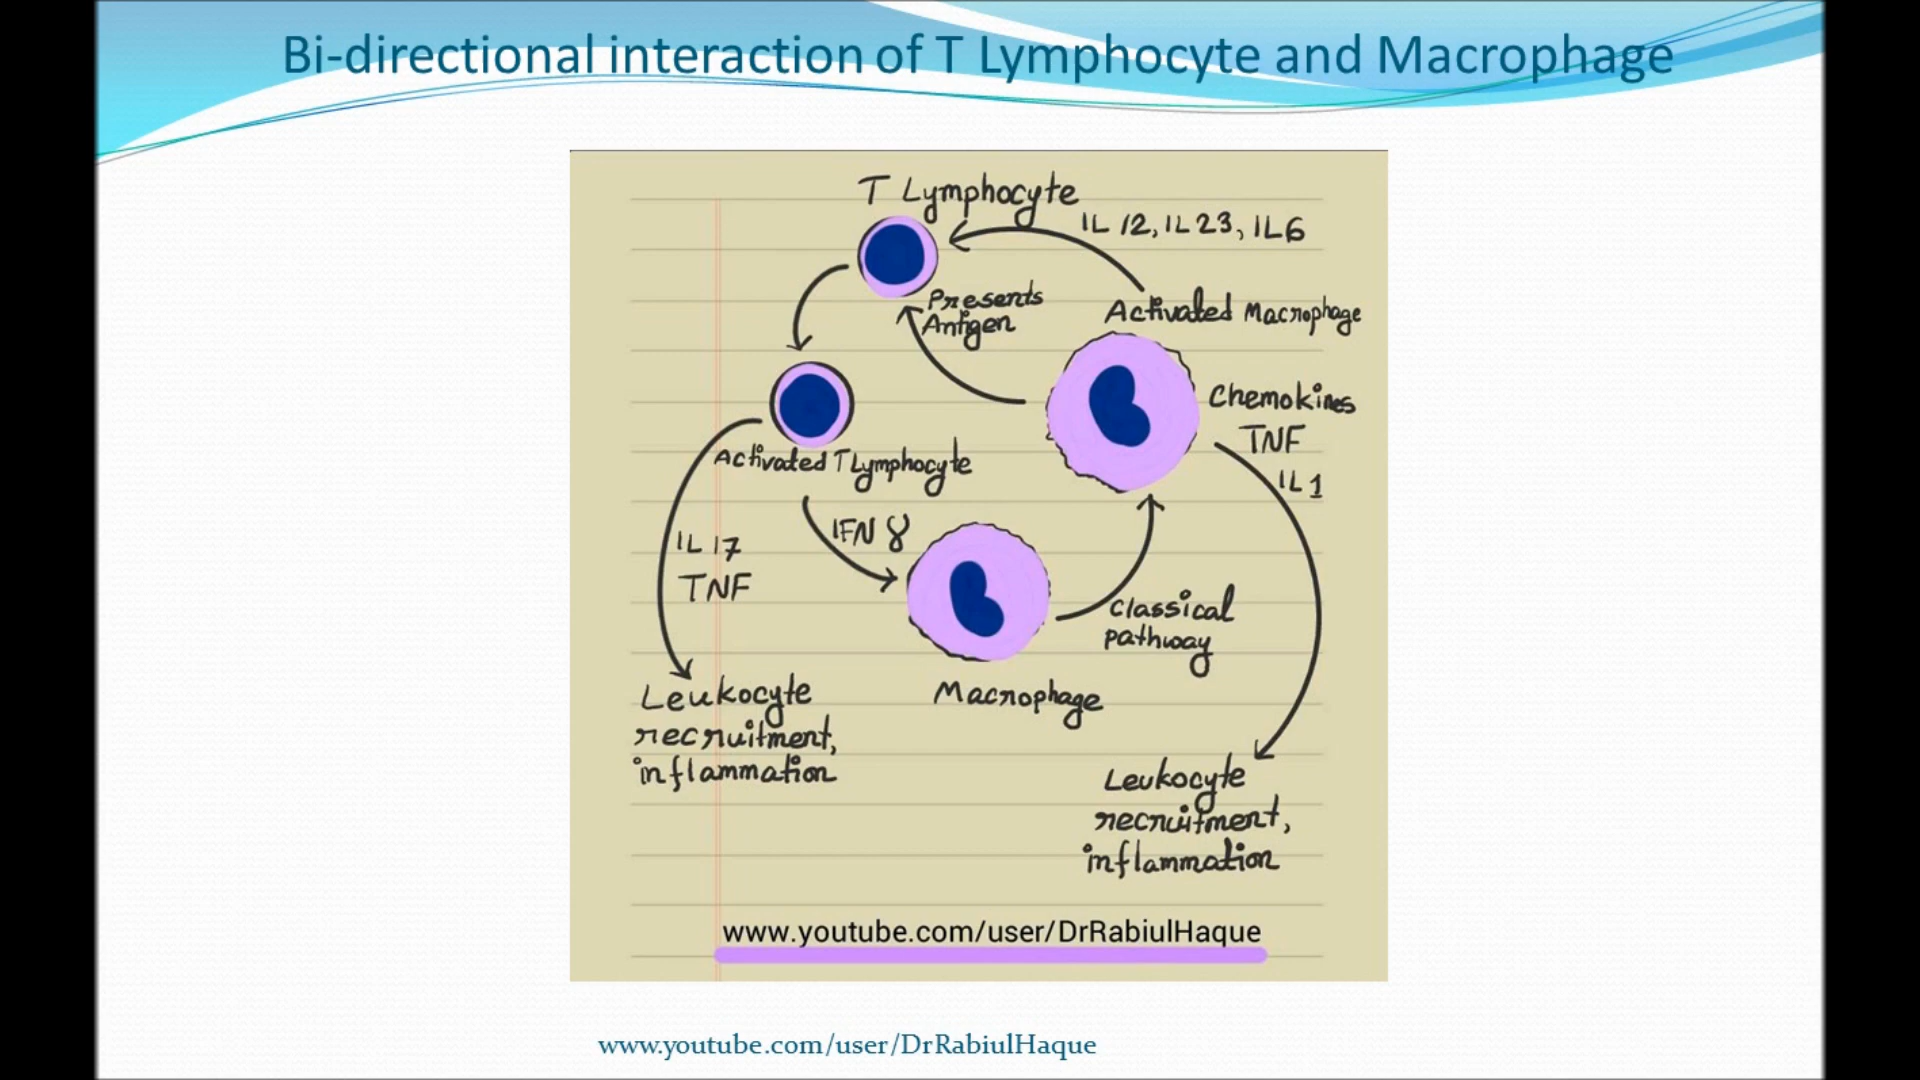 Bi-directional interaction of T Lymphocyte and Macrophage
T Lymphocyte
IL 12, IL 23, IL6
Presents
Antigen
Activated Macrophage
Chemokines
TNF
IL 1
Activated T Lymphocyte
IFN γ
IL 17
TNF
Classical
pathway
Macrophage
Leukocyte
recruitment,
inflammation
Leukocyte
recruitment,
inflammation
www.youtube.com/user/DrRabiulHaque
www.youtube.com/user/DrRabiulHaque